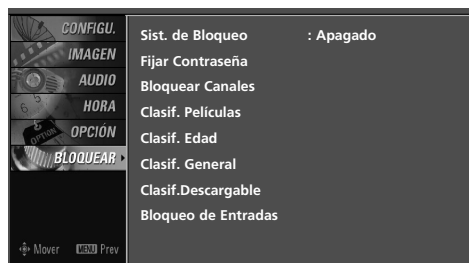 CONFIGU.
IMAGEN
AUDIO
HORA
OPCIÓN
BLOQUEAR
Mover MENU Prev
Sist. de Bloqueo : Apagado
Fijar Contraseña
Bloquear Canales
Clasif. Películas
Clasif. Edad
Clasif. General
Clasif.Descargable
Bloqueo de Entradas